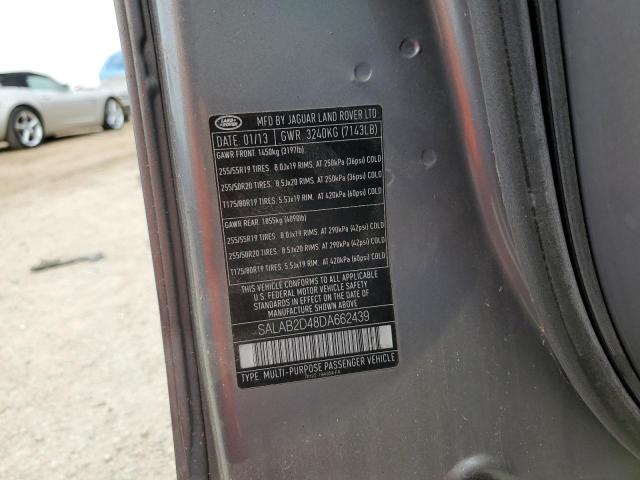 LAND ROVER
MFD BY JAGUAR LAND ROVER LTD
DATE: 01/13 GWR: 3240KG (7143LB)
GAWR FRONT: 1450kg (3197lb)
255/55R19 TIRES. 8.0Jx19 RIMS. AT 250kPa (36psi) COLD
255/50R20 TIRES. 8.5Jx20 RIMS. AT 250kPa (36psi) COLD
T175/80R19 TIRES. 5.5Jx19 RIM. AT 420kPa (60psi) COLD
GAWR REAR: 1855kg (4090lb)
255/55R19 TIRES. 8.0Jx19 RIMS. AT 290kPa (42psi) COLD
255/50R20 TIRES. 8.5Jx20 RIMS. AT 290kPa (42psi) COLD
T175/80R19 TIRES. 5.5Jx19 RIM. AT 420kPa (60psi) COLD
THIS VEHICLE CONFORMS TO ALL APPLICABLE
U.S. FEDERAL MOTOR VEHICLE SAFETY
STANDARDS IN EFFECT ON THE DATE OF
MANUFACTURE SHOWN ABOVE.
SALAB2D48DA662439
TYPE: MULTI-PURPOSE PASSENGER VEHICLE